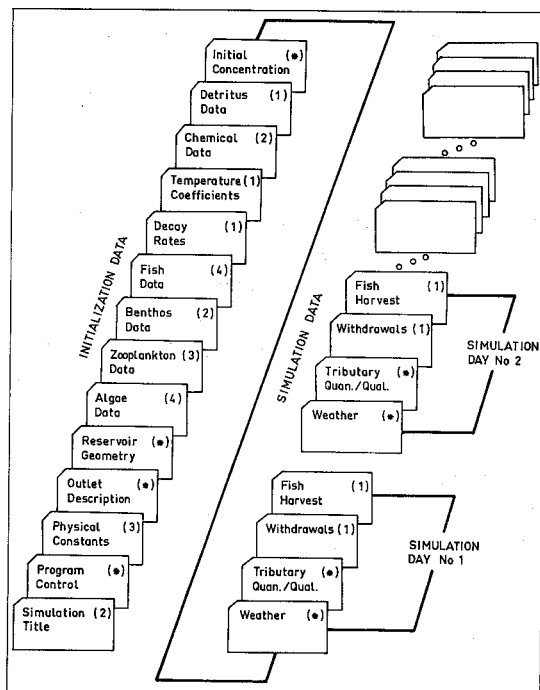 Initial (*)
Concentration
Detritus (1)
Data
Chemical (2)
Data
Temperature (1)
Coefficients
Decay (1)
Rates
Fish (4)
Data
Benthos (2)
Data
Zooplankton (3)
Data
Algae (4)
Data
Reservoir (*)
Geometry
Outlet (*)
Description
Physical (3)
Constants
Program (*)
Control
Simulation (2)
Title
INITIALIZATION DATA
SIMULATION DATA
Fish (1)
Harvest
Withdrawals (1)
Tributary (*)
Quan./Qual.
Weather (*)
SIMULATION
DAY No 2
Fish (1)
Harvest
Withdrawals (1)
Tributary (*)
Quan./Qual.
Weather (*)
SIMULATION
DAY No 1